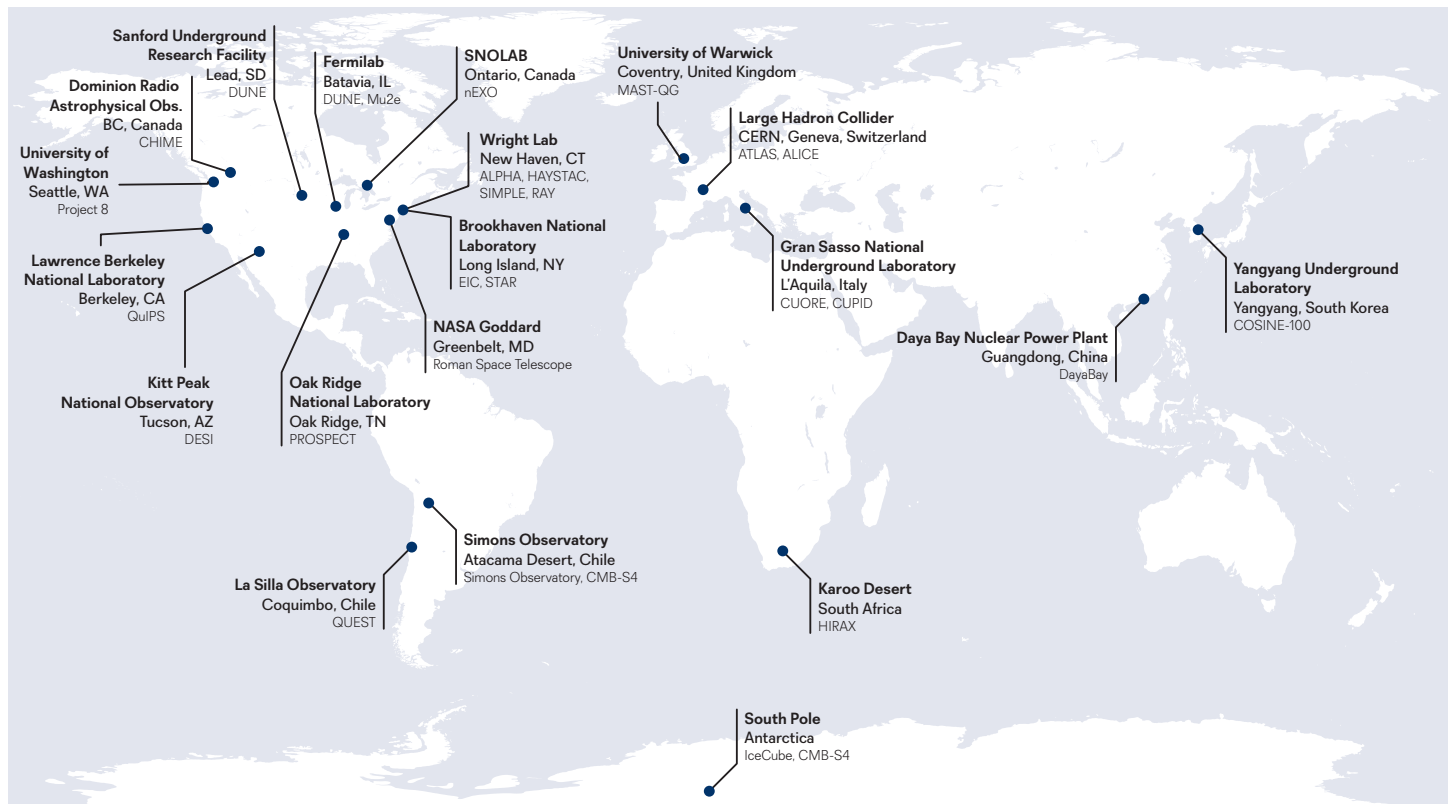 Sanford Underground
Research Facility
Lead, SD
DUNE
Fermilab
Batavia, IL
DUNE, Mu2e
SNOLAB
Ontario, Canada
nEXO
University of Warwick
Coventry, United Kingdom
MAST-QG
Dominion Radio
Astrophysical Obs.
BC, Canada
CHIME
Large Hadron Collider
CERN, Geneva, Switzerland
ATLAS, ALICE
Wright Lab
New Haven, CT
ALPHA, HAYSTAC,
SIMPLE, RAY
University of
Washington
Seattle, WA
Project 8
Brookhaven National
Laboratory
Long Island, NY
EIC, STAR
Gran Sasso National
Underground Laboratory
L'Aquila, Italy
CUORE, CUPID
Lawrence Berkeley
National Laboratory
Berkeley, CA
QuIPS
Yangyang Underground
Laboratory
Yangyang, South Korea
COSINE-100
NASA Goddard
Greenbelt, MD
Roman Space Telescope
Daya Bay Nuclear Power Plant
Guangdong, China
DayaBay
Kitt Peak
National Observatory
Tucson, AZ
DESI
Oak Ridge
National Laboratory
Oak Ridge, TN
PROSPECT
Simons Observatory
Atacama Desert, Chile
Simons Observatory, CMB-S4
La Silla Observatory
Coquimbo, Chile
QUEST
Karoo Desert
South Africa
HIRAX
South Pole
Antarctica
IceCube, CMB-S4